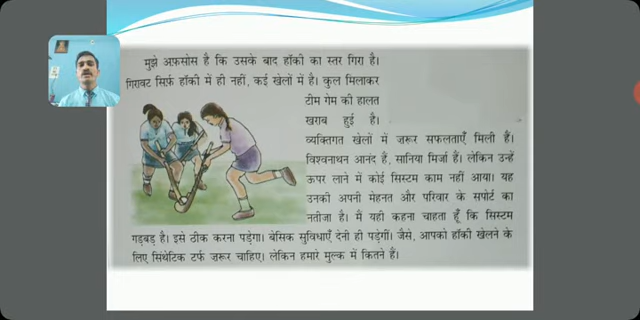 मुझे अफ़सोस है कि उसके बाद हॉकी का स्तर गिरा है।
गिरावट सिर्फ़ हॉकी में ही नहीं, कई खेलों में है। कुल मिलाकर
टीम गेम की हालत
खराब हुई है।
व्यक्तिगत खेलों में ज़रूर सफलताएँ मिली हैं।
विश्वनाथन आनंद हैं, सानिया मिर्जा हैं। लेकिन उन्हें
ऊपर लाने में कोई सिस्टम काम नहीं आया। यह
उनकी अपनी मेहनत और परिवार के सपोर्ट का
नतीजा है। मैं यही कहना चाहता हूँ कि सिस्टम
गड़बड़ है। इसे ठीक करना पड़ेगा। बेसिक सुविधाएँ देनी ही पड़ेंगी। जैसे, आपको हॉकी खेलने के
लिए सिंथेटिक टर्फ ज़रूर चाहिए। लेकिन हमारे मुल्क में कितने हैं।